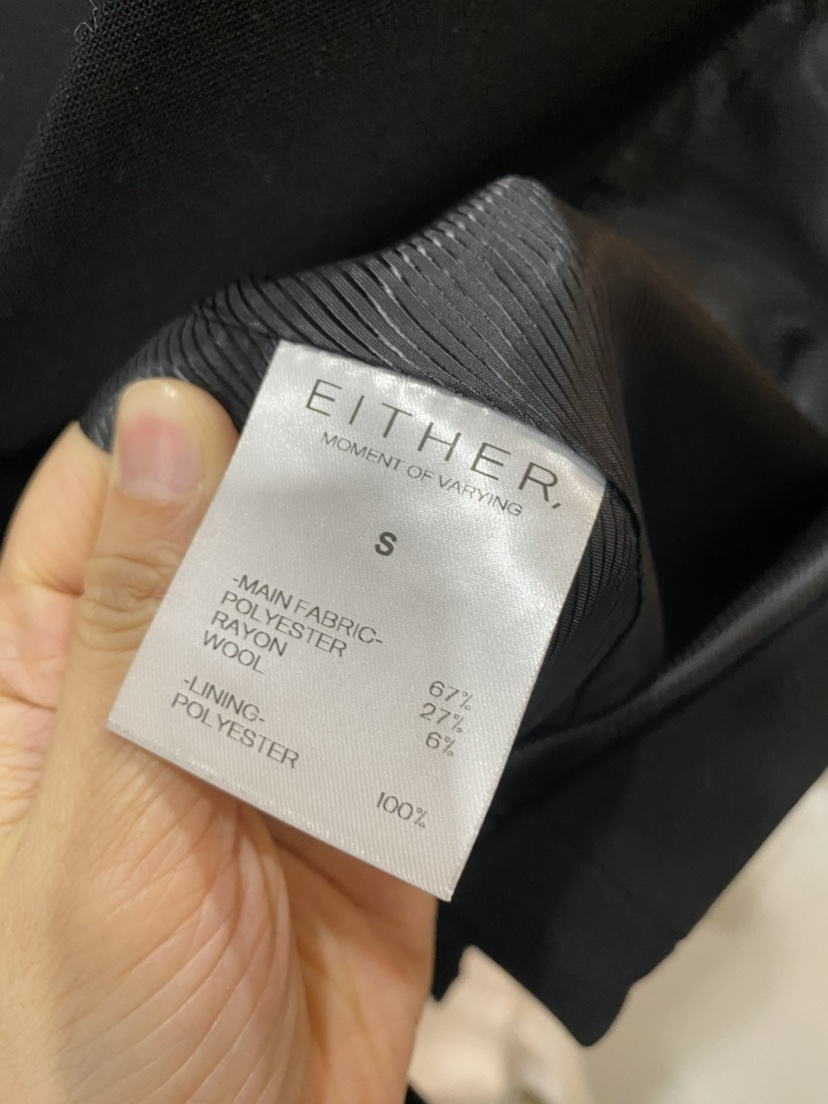 EITHER,
MOMENT OF VARYING
S
-MAIN FABRIC-
POLYESTER 67%
RAYON 27%
WOOL 6%
-LINING-
POLYESTER 100%